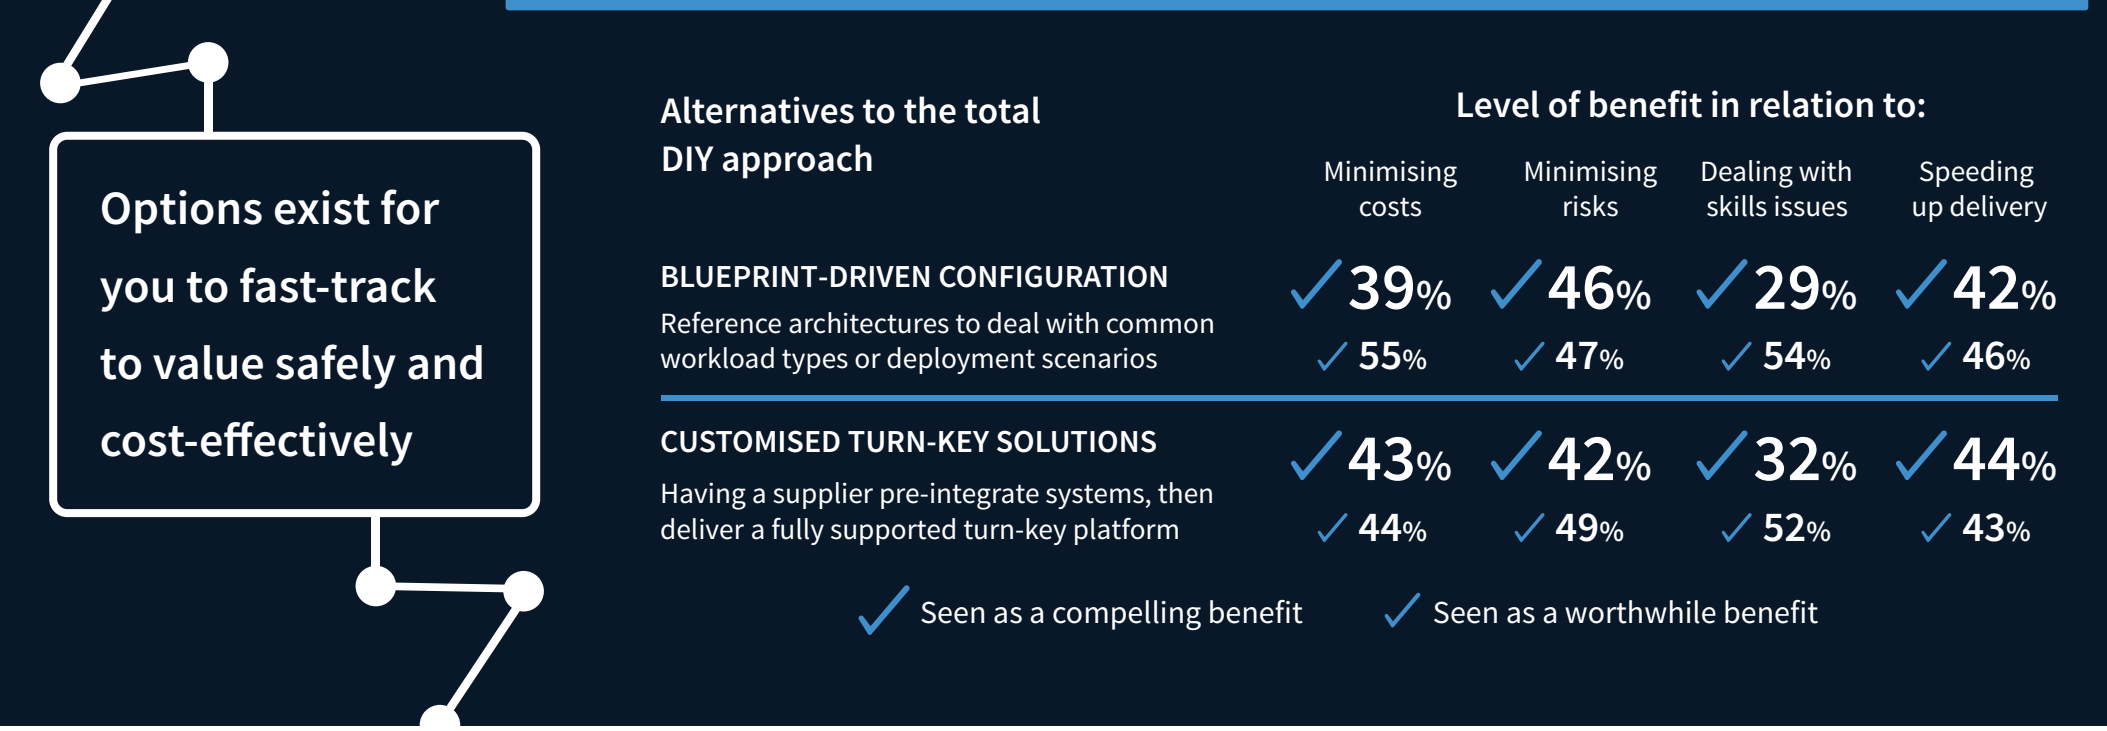 Options exist for
you to fast-track
to value safely and
cost-effectively
Alternatives to the total
DIY approach
Level of benefit in relation to:
Minimising
costs
Minimising
risks
Dealing with
skills issues
Speeding
up delivery
BLUEPRINT-DRIVEN CONFIGURATION
Reference architectures to deal with common
workload types or deployment scenarios
39% 46% 29% 42%
55% 47% 54% 46%
CUSTOMISED TURN-KEY SOLUTIONS
Having a supplier pre-integrate systems, then
deliver a fully supported turn-key platform
43% 42% 32% 44%
44% 49% 52% 43%
Seen as a compelling benefit
Seen as a worthwhile benefit